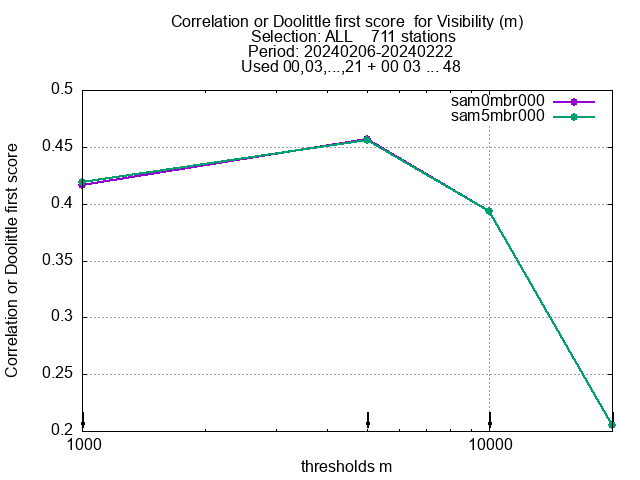 Correlation or Doolittle first score  for Visibility (m)
Selection: ALL    711 stations
Period: 20240206-20240222
Used 00,03,...,21 + 00 03 ... 48
sam0mbr000
sam5mbr000
0.5
0.45
0.4
0.35
0.3
0.25
0.2
Correlation or Doolittle first score
1000
10000
thresholds m